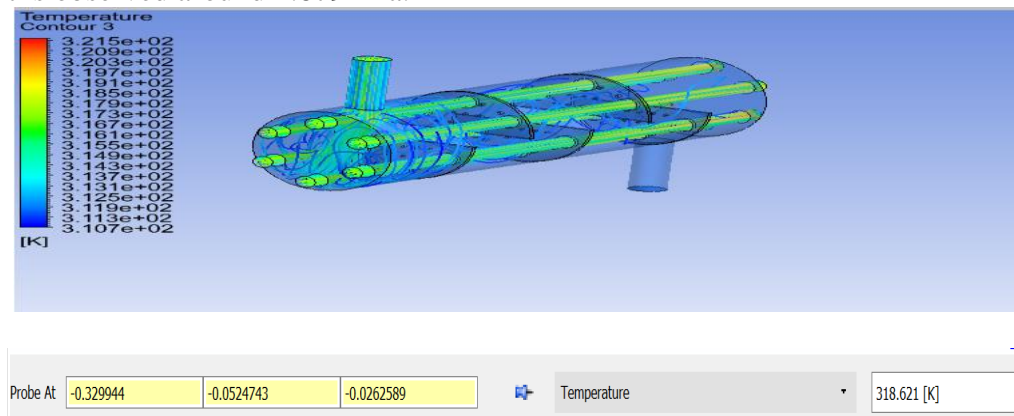 Temperature
Contour 3
3.215e+02
3.209e+02
3.203e+02
3.197e+02
3.191e+02
3.185e+02
3.179e+02
3.173e+02
3.167e+02
3.161e+02
3.155e+02
3.149e+02
3.143e+02
3.137e+02
3.131e+02
3.125e+02
3.119e+02
3.113e+02
3.107e+02
[K]
Probe At -0.329944 -0.0524743 -0.0262589 Temperature 318.621 [K]